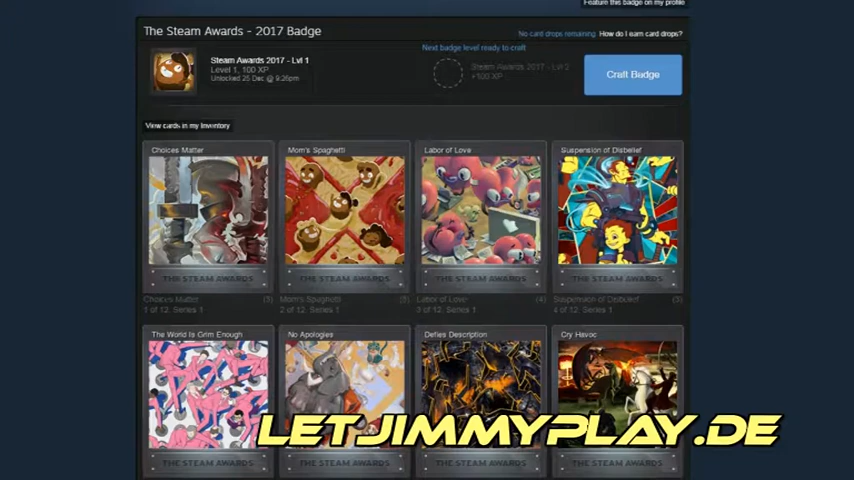 Feature this badge on my profile
The Steam Awards - 2017 Badge
No card drops remaining How do I earn card drops?
Next badge level ready to craft
Steam Awards 2017 - Lvl 1
Level 1, 100 XP
Unlocked 25 Dec @ 9:26pm
Steam Awards 2017 - Lvl 2
+100 XP
Craft Badge
View cards in my Inventory
Choices Matter
Mom's Spaghetti
Labor of Love
Suspension of Disbelief
THE STEAM AWARDS
THE STEAM AWARDS
THE STEAM AWARDS
THE STEAM AWARDS
Choices Matter (3)
1 of 12, Series 1
Mom's Spaghetti (3)
2 of 12, Series 1
Labor of Love (4)
3 of 12, Series 1
Suspension of Disbelief (3)
4 of 12, Series 1
The World Is Grim Enough
No Apologies
Defies Description
Cry Havoc
LETJIMMYPLAY.DE
THE STEAM AWARDS
THE STEAM AWARDS
THE STEAM AWARDS
THE STEAM AWARDS